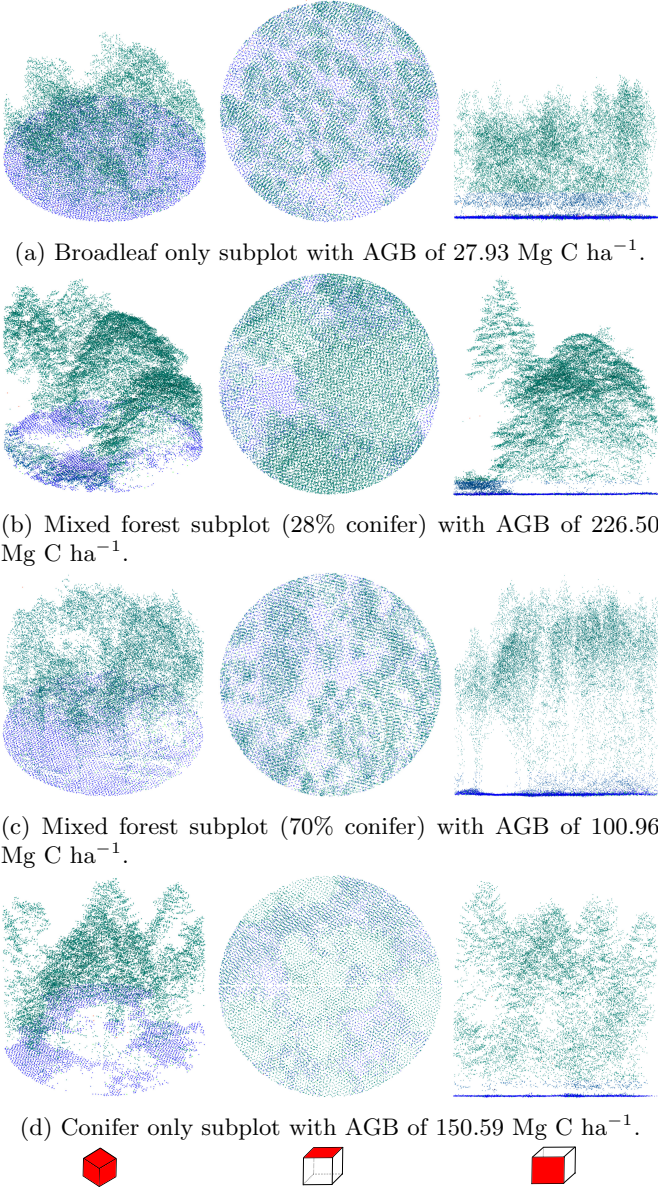 (a) Broadleaf only subplot with AGB of 27.93 Mg C ha⁻¹.
(b) Mixed forest subplot (28% conifer) with AGB of 226.50
Mg C ha⁻¹.
(c) Mixed forest subplot (70% conifer) with AGB of 100.96
Mg C ha⁻¹.
(d) Conifer only subplot with AGB of 150.59 Mg C ha⁻¹.